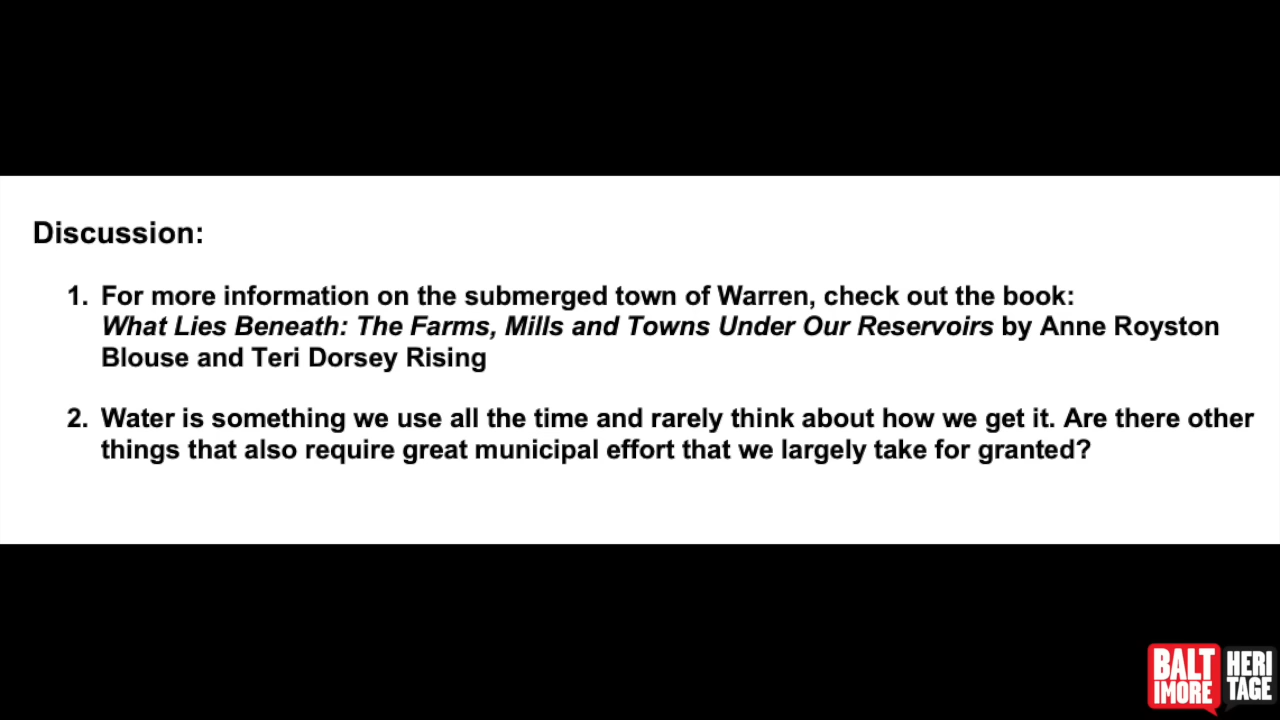 Discussion:
1. For more information on the submerged town of Warren, check out the book:
What Lies Beneath: The Farms, Mills and Towns Under Our Reservoirs by Anne Royston
Blouse and Teri Dorsey Rising
2. Water is something we use all the time and rarely think about how we get it. Are there other
things that also require great municipal effort that we largely take for granted?
BALT
IMORE
HERI
TAGE